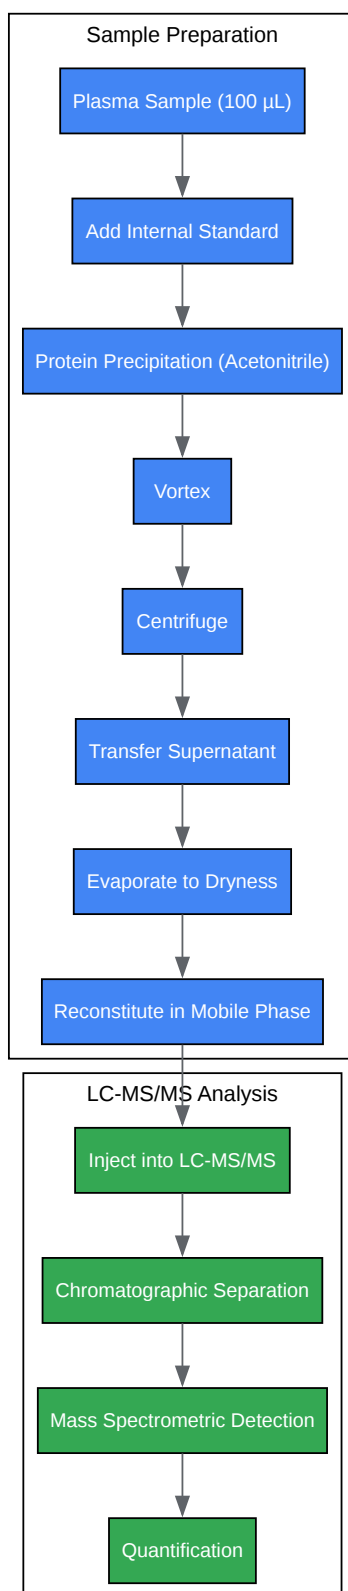 Sample Preparation
Plasma Sample (100 µL)
Add Internal Standard
Protein Precipitation (Acetonitrile)
Vortex
Centrifuge
Transfer Supernatant
Evaporate to Dryness
Reconstitute in Mobile Phase
LC-MS/MS Analysis
Inject into LC-MS/MS
Chromatographic Separation
Mass Spectrometric Detection
Quantification